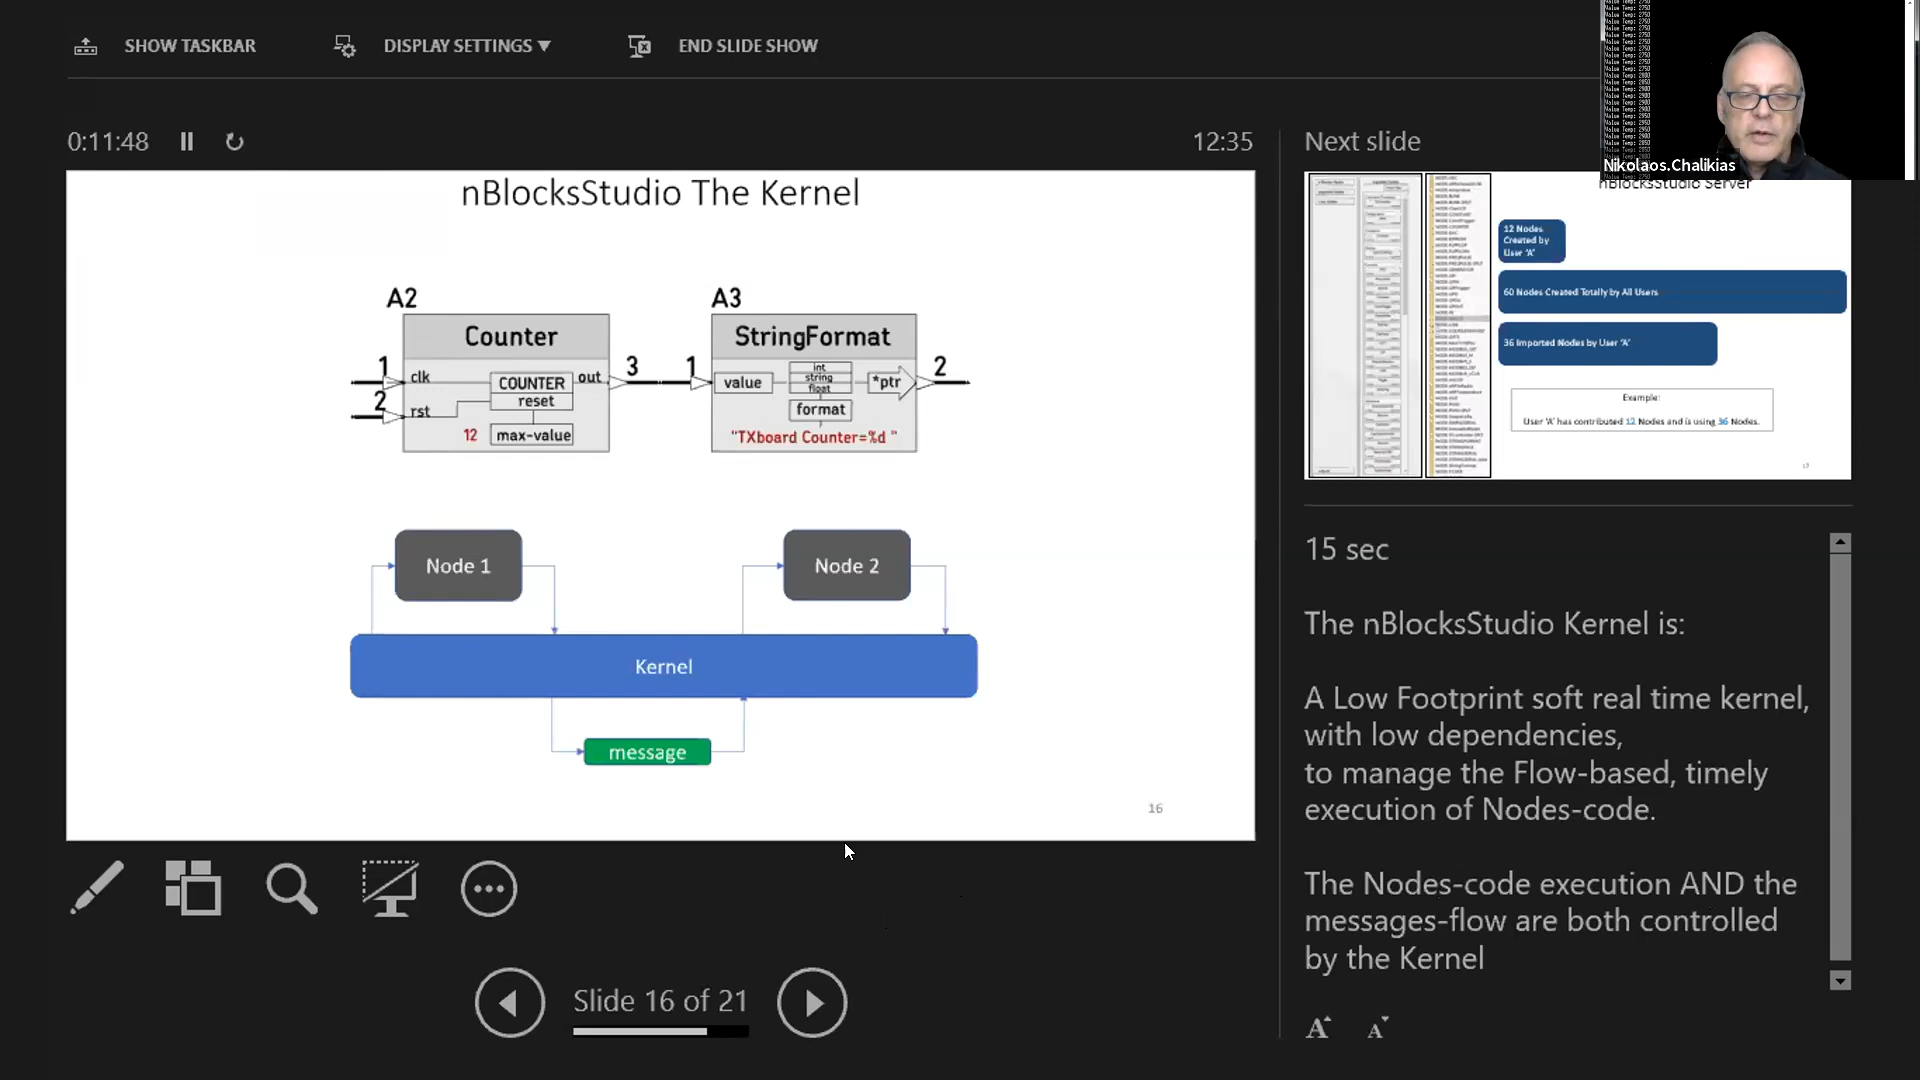 SHOW TASKBAR
DISPLAY SETTINGS ▼
END SLIDE SHOW
Nikolaos.Chalikias
0:11:48
12:35
Next slide
nBlocksStudio The Kernel
A2
Counter
1
clk
2
rst
COUNTER
reset
12
max-value
out
3
A3
StringFormat
1
value
int
string
float
format
*ptr
2
"TXboard Counter=%d "
Node 1
Node 2
Kernel
message
16
nBlocksStudio Server
12 Nodes
Created by
User 'A'
60 Nodes Created Totally by All Users
36 Imported Nodes by User 'A'
Example:
User 'A' has contributed 12 Nodes and is using 36 Nodes.
17
15 sec
The nBlocksStudio Kernel is:
A Low Footprint soft real time kernel,
with low dependencies,
to manage the Flow-based, timely
execution of Nodes-code.
The Nodes-code execution AND the
messages-flow are both controlled
by the Kernel
Slide 16 of 21
A A